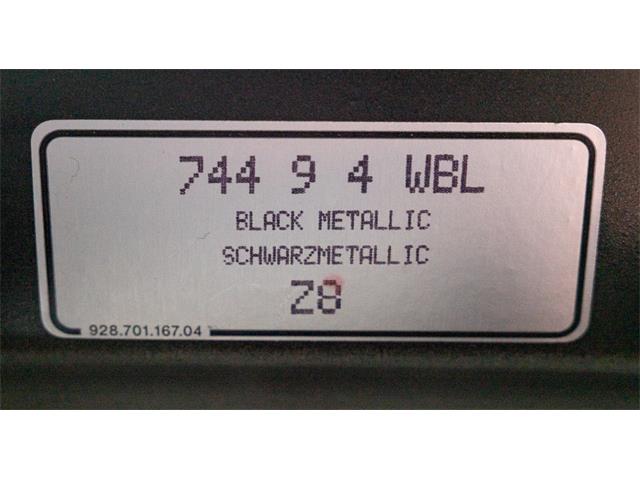 744 9 4 WBL
BLACK METALLIC
SCHWARZMETALLIC
Z8
928.701.167.04